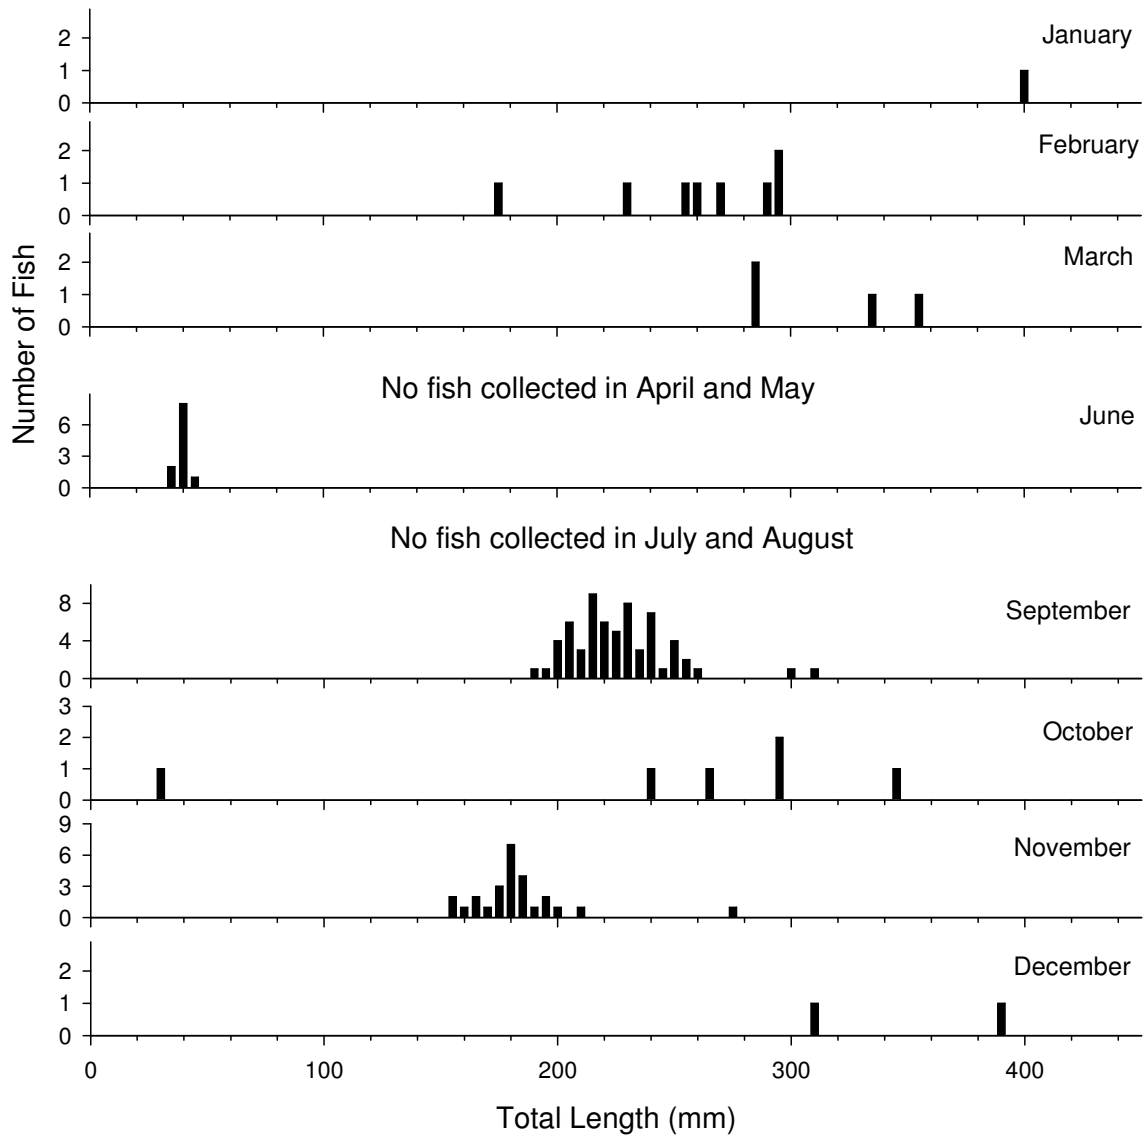 2
January
1
0
2
February
1
0
2
March
1
0
Number of Fish
No fish collected in April and May
6
June
3
0
No fish collected in July and August
8
September
4
0
3
October
2
1
0
9
November
6
3
0
2
December
1
0
0 100 200 300 400
Total Length (mm)